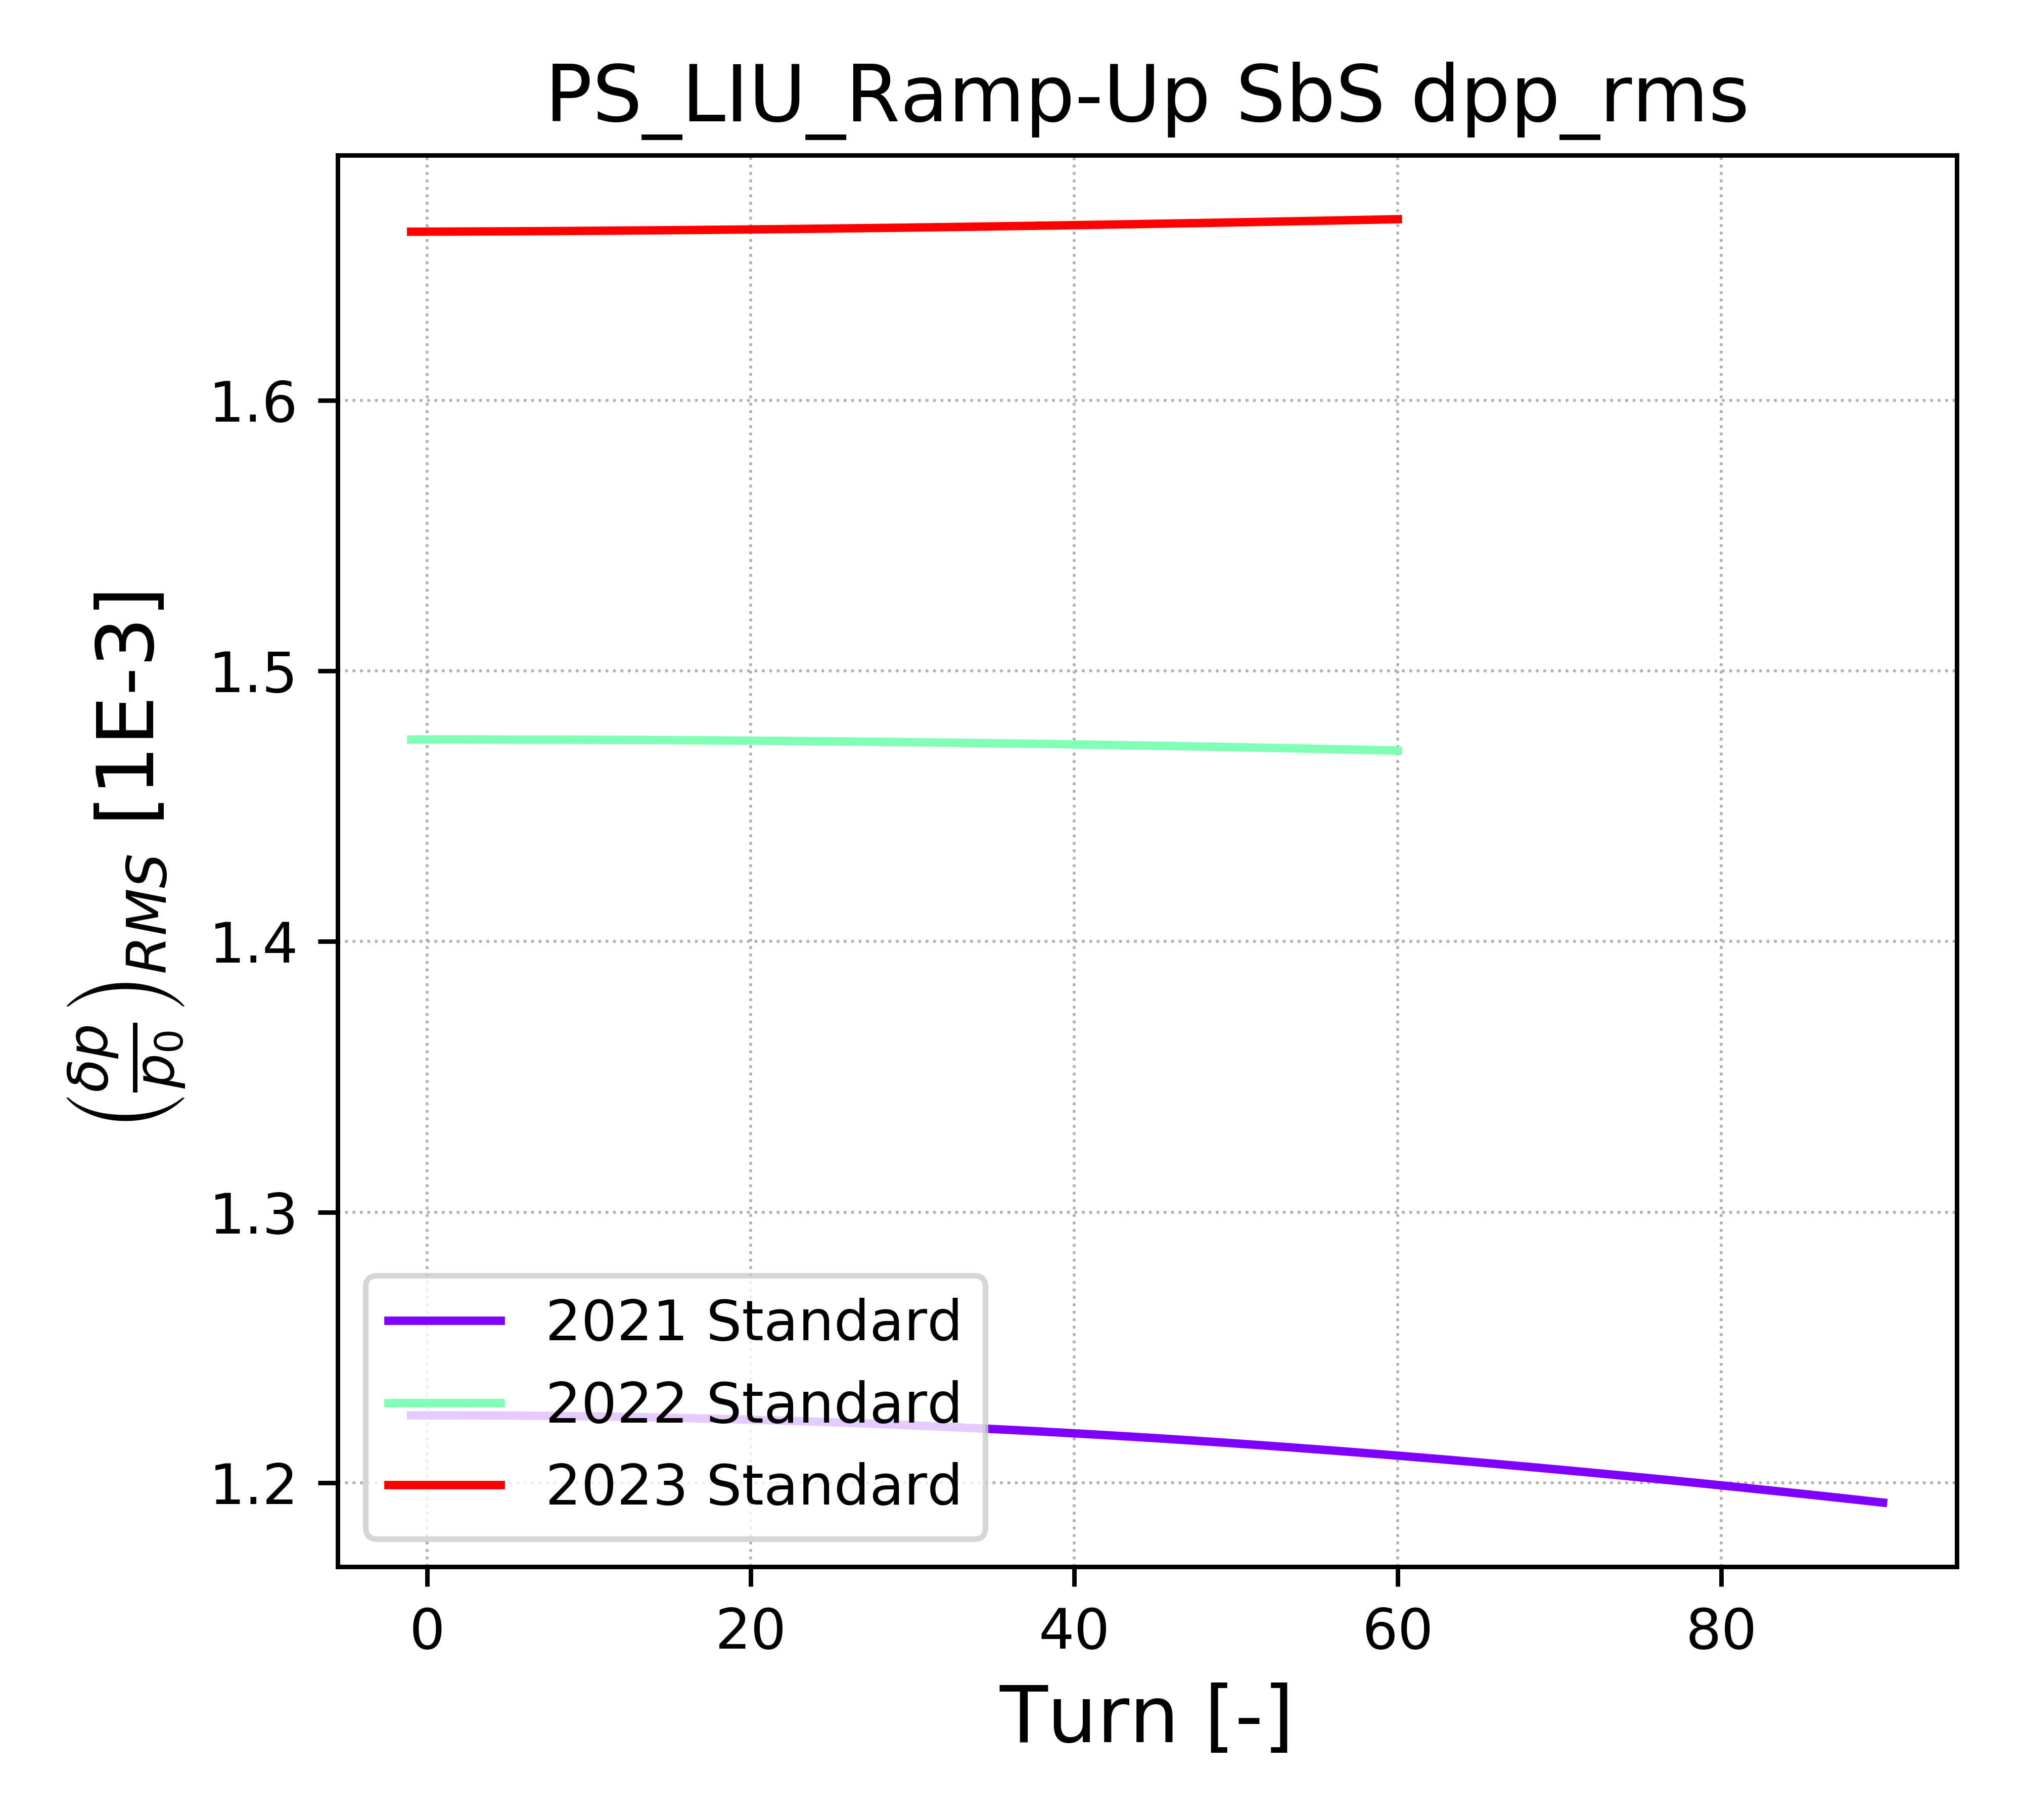 PS_LIU_Ramp-Up SbS dpp_rms
(δp/p₀)RMS [1E-3]
1.6
1.5
1.4
1.3
1.2
2021 Standard
2022 Standard
2023 Standard
0 20 40 60 80
Turn [-]